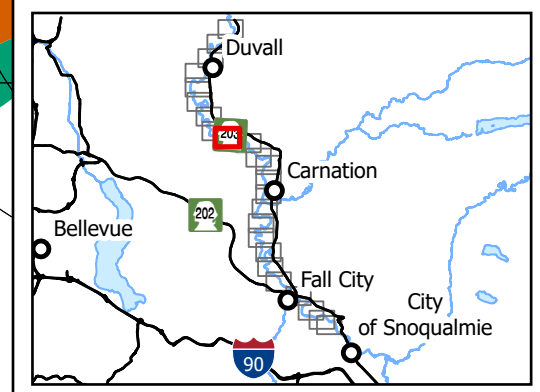 Duvall
203
Carnation
202
Bellevue
Fall City
City
of Snoqualmie
90